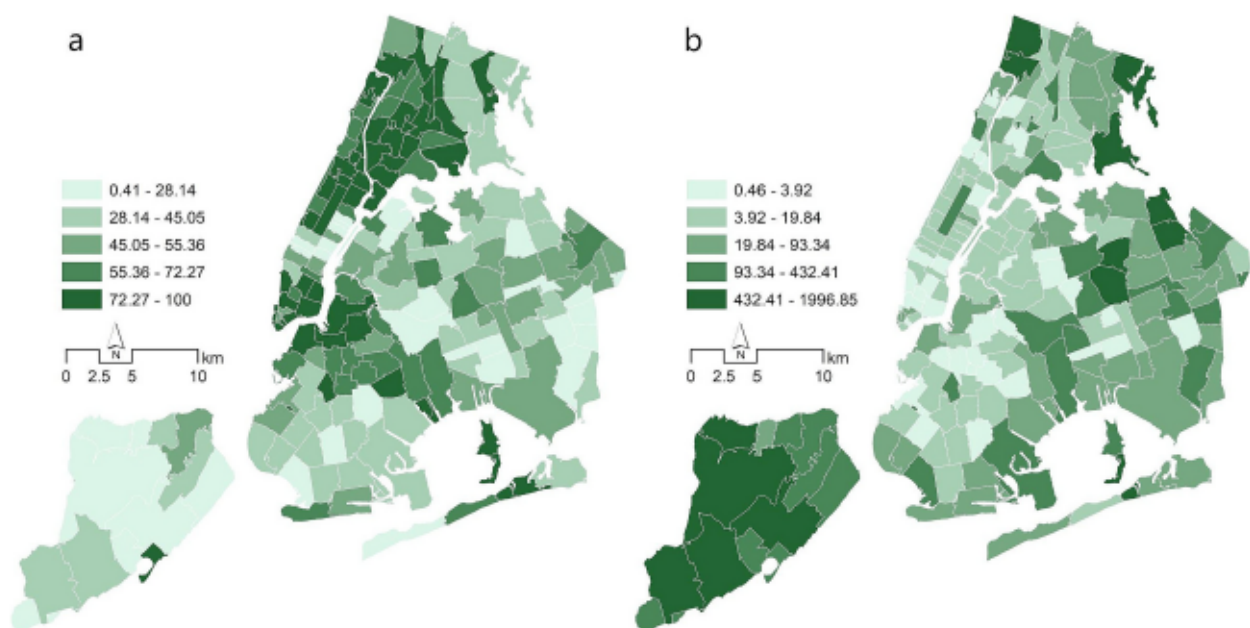 a
0.41 - 28.14
28.14 - 45.05
45.05 - 55.36
55.36 - 72.27
72.27 - 100
N
km
0 2.5 5 10
b
0.46 - 3.92
3.92 - 19.84
19.84 - 93.34
93.34 - 432.41
432.41 - 1996.85
N
km
0 2.5 5 10